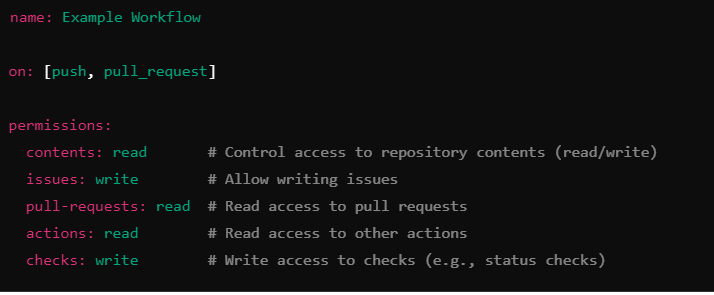 name: Example Workflow
on: [push, pull_request]
permissions:
contents: read # Control access to repository contents (read/write)
issues: write # Allow writing issues
pull-requests: read # Read access to pull requests
actions: read # Read access to other actions
checks: write # Write access to checks (e.g., status checks)